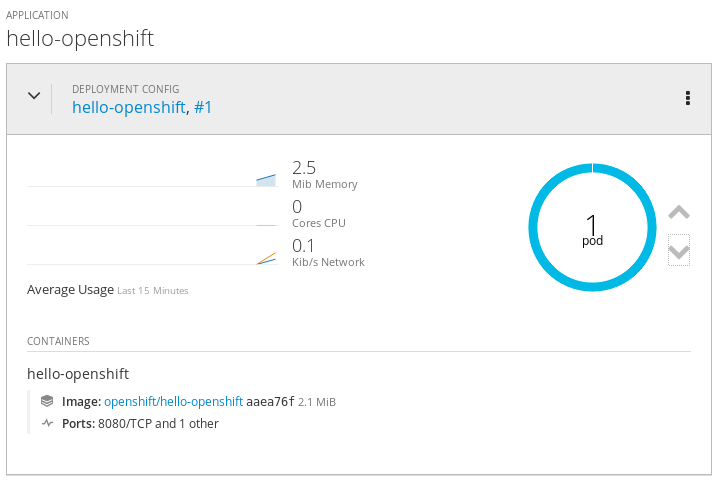 APPLICATION
hello-openshift
DEPLOYMENT CONFIG
hello-openshift, #1
2.5
Mib Memory
0
Cores CPU
0.1
Kib/s Network
Average Usage Last 15 Minutes
1
pod
CONTAINERS
hello-openshift
Image: openshift/hello-openshift aaea76f 2.1 MiB
Ports: 8080/TCP and 1 other